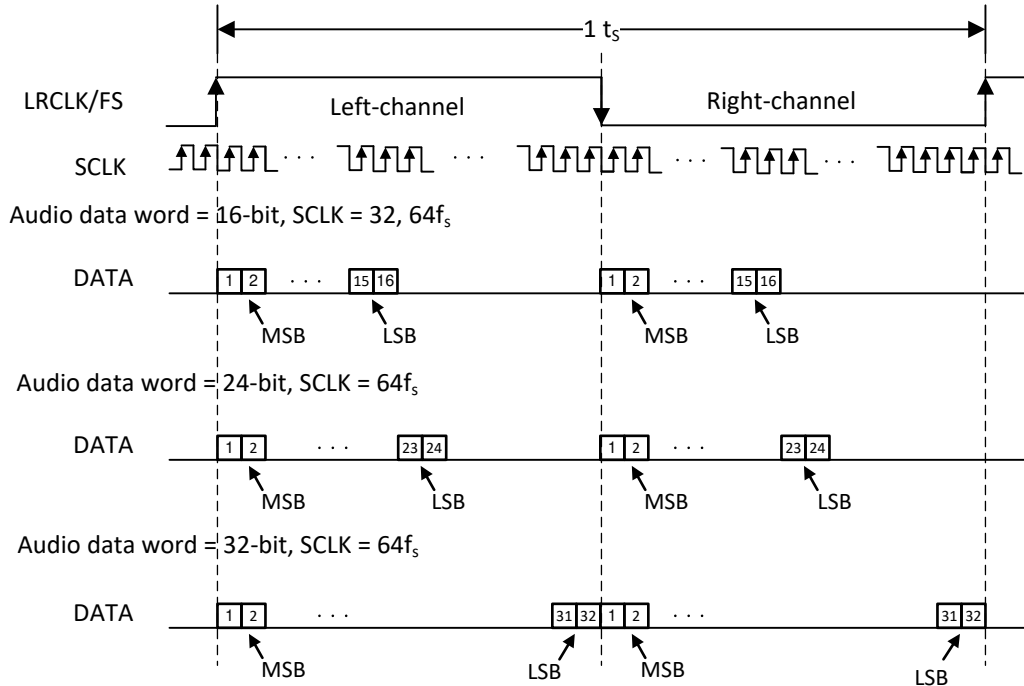 1 tS
LRCLK/FS
Left-channel
Right-channel
SCLK
. . .
. . .
. . .
. . .
Audio data word = 16-bit, SCLK = 32, 64fs
DATA
1 2 . . . 15 16 1 2 . . . 15 16
MSB LSB MSB LSB
Audio data word = 24-bit, SCLK = 64fs
DATA
1 2 . . . 23 24 1 2 . . . 23 24
MSB LSB MSB LSB
Audio data word = 32-bit, SCLK = 64fs
DATA
1 2 . . . 31 32 1 2 . . . 31 32
MSB LSB MSB LSB